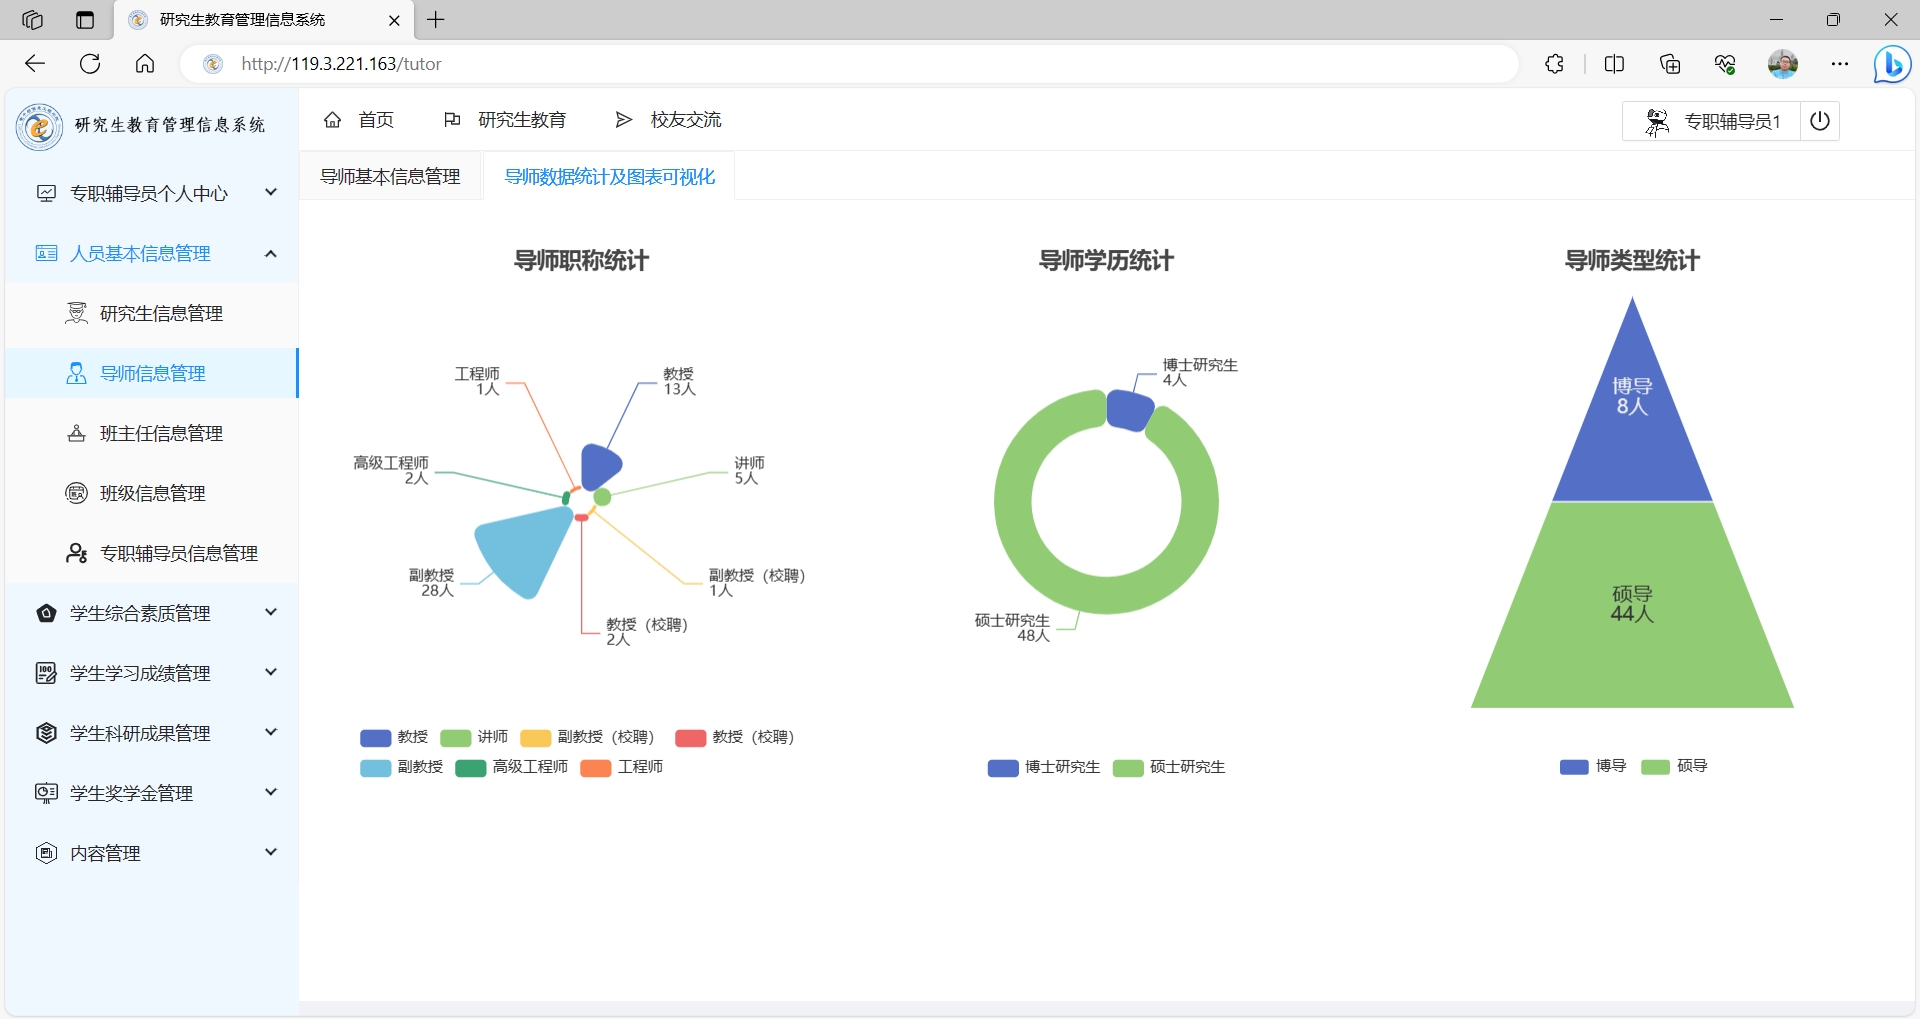 研究生教育管理信息系统
http://119.3.221.163/tutor
研究生教育管理信息系统
首页
研究生教育
校友交流
专职辅导员1
专职辅导员个人中心
人员基本信息管理
研究生信息管理
导师信息管理
班主任信息管理
班级信息管理
专职辅导员信息管理
学生综合素质管理
学生学习成绩管理
学生科研成果管理
学生奖学金管理
内容管理
导师基本信息管理
导师数据统计及图表可视化
导师职称统计
工程师
1人
教授
13人
高级工程师
2人
讲师
5人
副教授
28人
副教授（校聘）
1人
教授（校聘）
2人
教授 讲师 副教授（校聘） 教授（校聘）
副教授 高级工程师 工程师
导师学历统计
博士研究生
4人
硕士研究生
48人
博士研究生 硕士研究生
导师类型统计
博导
8人
硕导
44人
博导 硕导